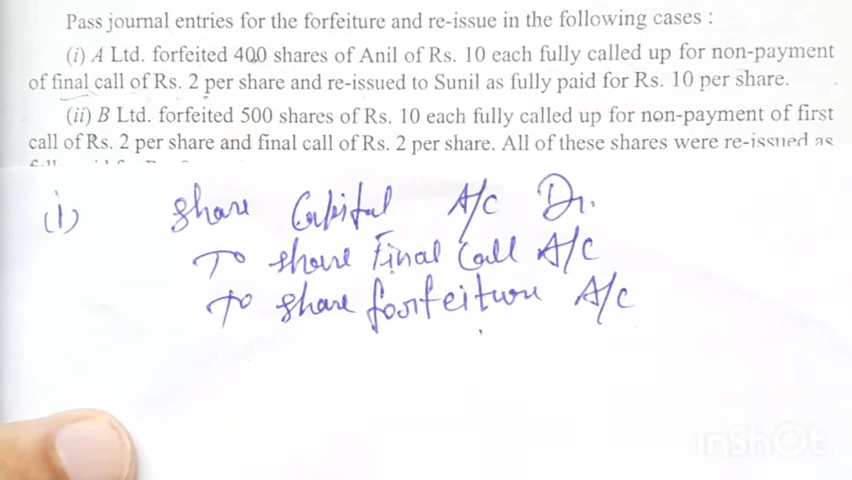 Pass journal entries for the forfeiture and re-issue in the following cases :
(i) A Ltd. forfeited 400 shares of Anil of Rs. 10 each fully called up for non-payment
of final call of Rs. 2 per share and re-issued to Sunil as fully paid for Rs. 10 per share.
(ii) B Ltd. forfeited 500 shares of Rs. 10 each fully called up for non-payment of first
call of Rs. 2 per share and final call of Rs. 2 per share. All of these shares were re-issued as
(i) Share Capital A/C Dr.
To share Final Call A/C
To share forfeiture A/C
InShOt